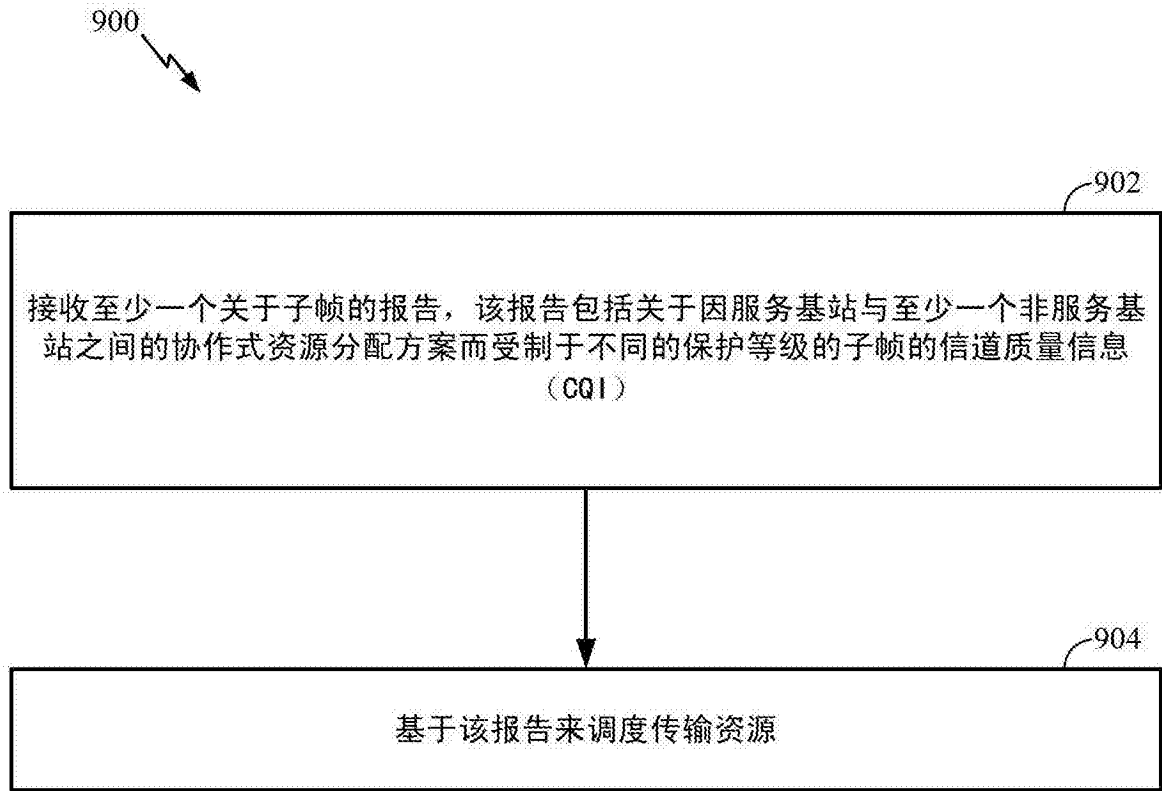 900
902
接收至少一个关于子帧的报告，该报告包括关于因服务基站与至少一个非服务基
站之间的协作式资源分配方案而受制于不同的保护等级的子帧的信道质量信息
（CQI）
904
基于该报告来调度传输资源